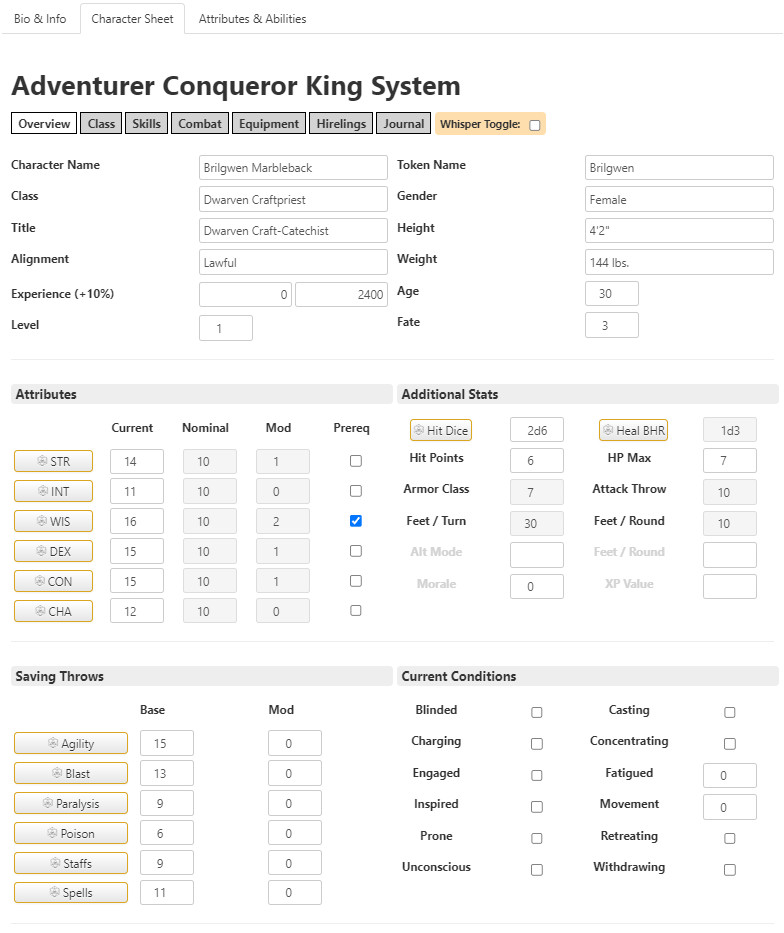 Bio & Info Character Sheet Attributes & Abilities
Adventurer Conqueror King System
Overview Class Skills Combat Equipment Hirelings Journal Whisper Toggle:
Character Name Brilgwen Marbleback Token Name Brilgwen
Class Dwarven Craftpriest Gender Female
Title Dwarven Craft-Catechist Height 4'2"
Alignment Lawful Weight 144 lbs.
Experience (+10%) 0 2400 Age 30
Level 1 Fate 3
Attributes Additional Stats
Current Nominal Mod Prereq Hit Dice 2d6 Heal BHR 1d3
STR 14 10 1 Hit Points 6 HP Max 7
INT 11 10 0 Armor Class 7 Attack Throw 10
WIS 16 10 2 Feet / Turn 30 Feet / Round 10
DEX 15 10 1 Alt Mode Feet / Round
CON 15 10 1 Morale 0 XP Value
CHA 12 10 0
Saving Throws Current Conditions
Base Mod Blinded Casting
Agility 15 0 Charging Concentrating
Blast 13 0 Engaged Fatigued 0
Paralysis 9 0 Inspired Movement 0
Poison 6 0 Prone Retreating
Staffs 9 0 Unconscious Withdrawing
Spells 11 0